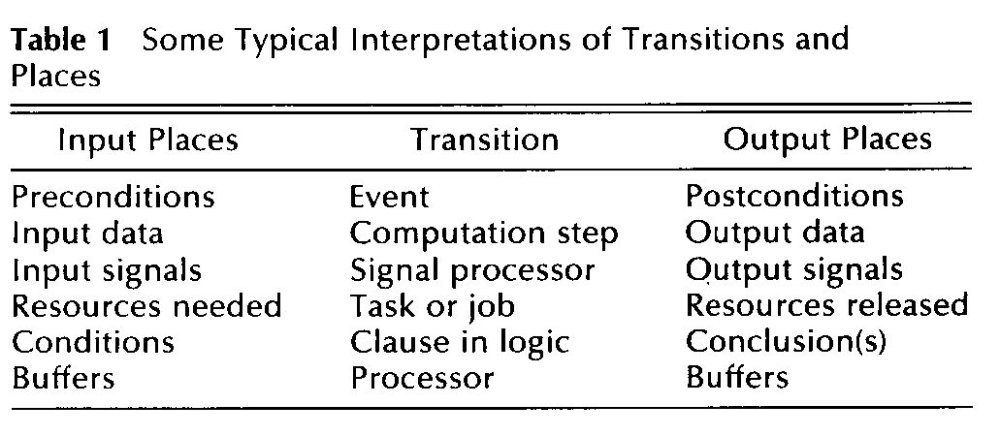 Table 1 Some Typical Interpretations of Transitions and
Places
Input Places Transition Output Places
Preconditions Event Postconditions
Input data Computation step Output data
Input signals Signal processor Output signals
Resources needed Task or job Resources released
Conditions Clause in logic Conclusion(s)
Buffers Processor Buffers